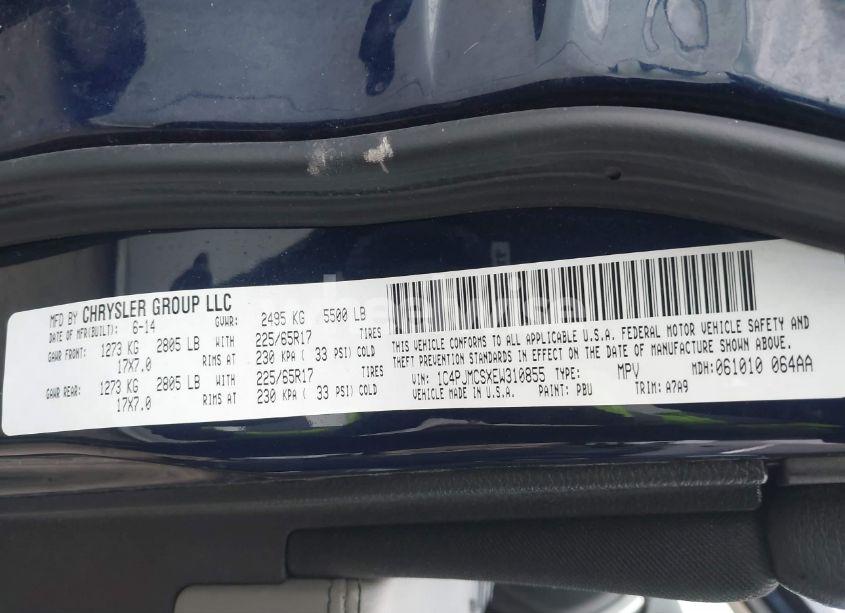 MFD BY CHRYSLER GROUP LLC
DATE OF MFR(BUILT): 6-14 GVWR: 2495 KG 5500 LB
GAWR FRONT: 1273 KG 2805 LB WITH 225/65R17 TIRES
17X7.0 RIMS AT 230 KPA ( 33 PSI) COLD
GAWR REAR: 1273 KG 2805 LB WITH 225/65R17 TIRES
17X7.0 RIMS AT 230 KPA ( 33 PSI) COLD
THIS VEHICLE CONFORMS TO ALL APPLICABLE U.S.A. FEDERAL MOTOR VEHICLE SAFETY AND
THEFT PREVENTION STANDARDS IN EFFECT ON THE DATE OF MANUFACTURE SHOWN ABOVE.
VIN: 1C4PJMCSXEW310855 TYPE: MPV MDH: 061010 064AA
VEHICLE MADE IN U.S.A. PAINT: PBU TRIM: A7A9